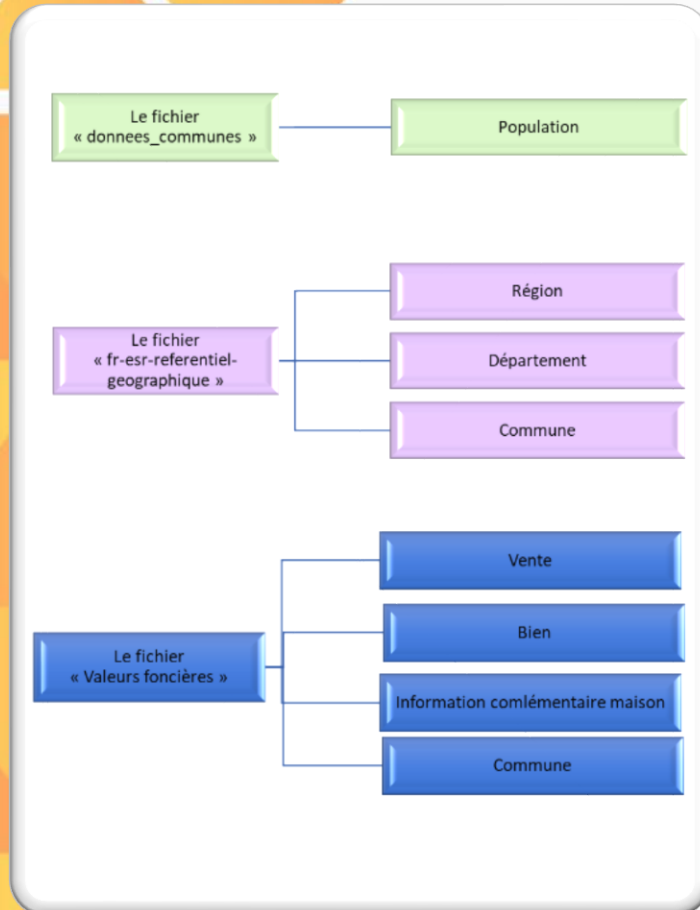 Le fichier
« donnees_communes »
Population
Région
Le fichier
« fr-esr-referentiel-
geographique »
Département
Commune
Vente
Bien
Le fichier
« Valeurs foncières »
Information comlémentaire maison
Commune